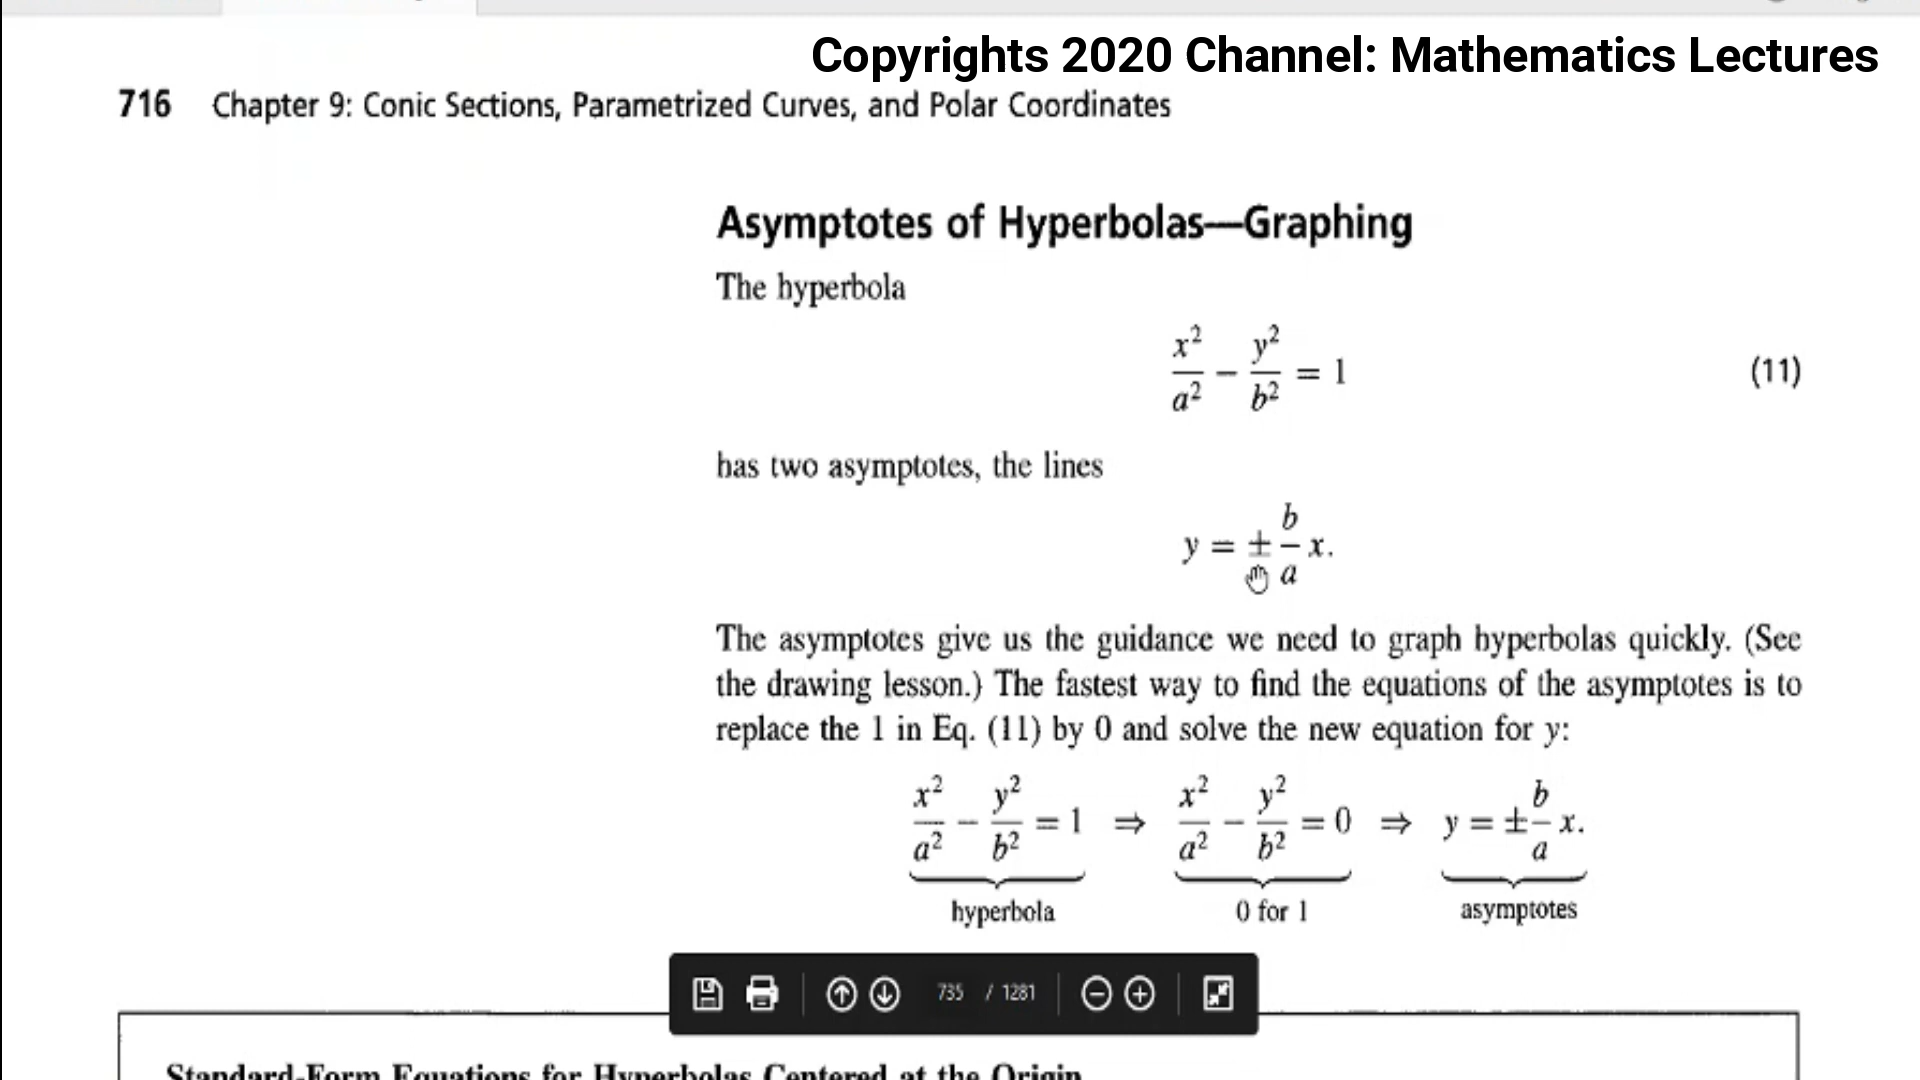 Copyrights 2020 Channel: Mathematics Lectures
716 Chapter 9: Conic Sections, Parametrized Curves, and Polar Coordinates
Asymptotes of Hyperbolas—Graphing
The hyperbola
x²/a² − y²/b² = 1 (11)
has two asymptotes, the lines
y = ± b/a x.
The asymptotes give us the guidance we need to graph hyperbolas quickly. (See
the drawing lesson.) The fastest way to find the equations of the asymptotes is to
replace the 1 in Eq. (11) by 0 and solve the new equation for y:
x²/a² − y²/b² = 1 ⇒ x²/a² − y²/b² = 0 ⇒ y = ± b/a x.
hyperbola 0 for 1 asymptotes
735 / 1281
Standard-Form Equations for Hyperbolas Centered at the Origin